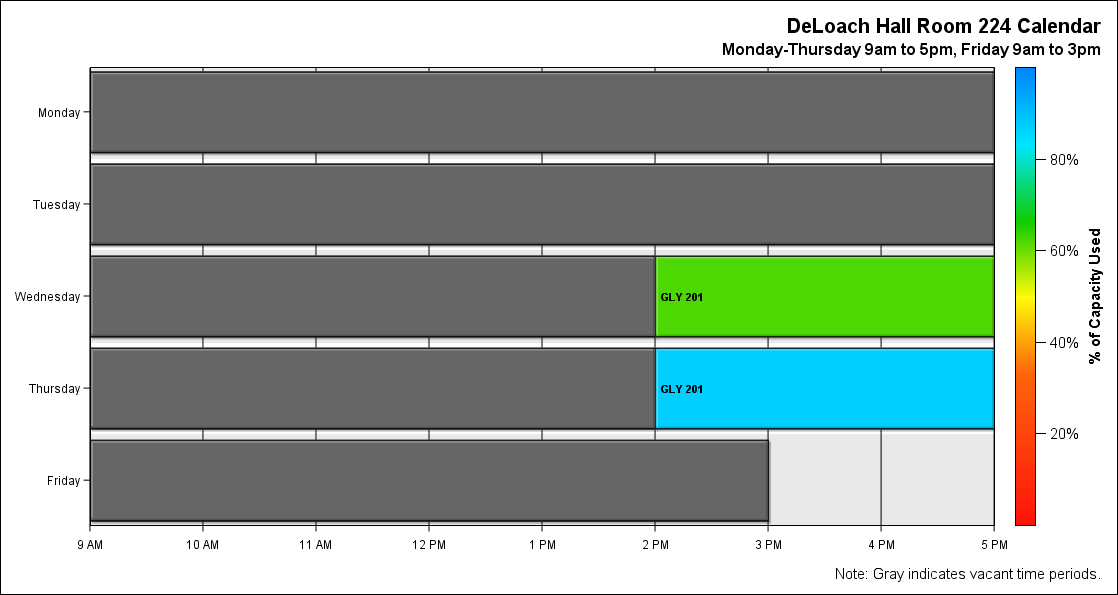 DeLoach Hall Room 224 Calendar
Monday-Thursday 9am to 5pm, Friday 9am to 3pm
Monday
Tuesday
Wednesday
GLY 201
Thursday
GLY 201
Friday
9 AM 10 AM 11 AM 12 PM 1 PM 2 PM 3 PM 4 PM 5 PM
80%
60%
40%
20%
% of Capacity Used
Note: Gray indicates vacant time periods.